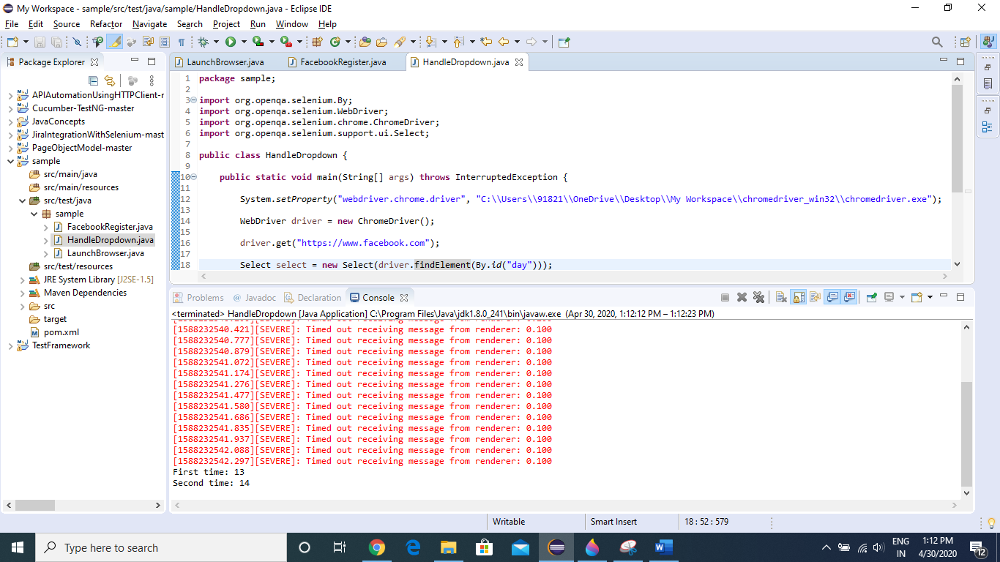 My Workspace - sample/src/test/java/sample/HandleDropdown.java - Eclipse IDE
File Edit Source Refactor Navigate Search Project Run Window Help
Package Explorer
APIAutomationUsingHTTPClient-r
Cucumber-TestNG-master
JavaConcepts
JiraIntegrationWithSelenium-mast
PageObjectModel-master
sample
src/main/java
src/main/resources
src/test/java
sample
FacebookRegister.java
HandleDropdown.java
LaunchBrowser.java
src/test/resources
JRE System Library [J2SE-1.5]
Maven Dependencies
src
target
pom.xml
TestFramework
LaunchBrowser.java FacebookRegister.java HandleDropdown.java
1 package sample;
2
3 import org.openqa.selenium.By;
4 import org.openqa.selenium.WebDriver;
5 import org.openqa.selenium.chrome.ChromeDriver;
6 import org.openqa.selenium.support.ui.Select;
7
8 public class HandleDropdown {
9
10 public static void main(String[] args) throws InterruptedException {
11
12 System.setProperty("webdriver.chrome.driver", "C:\\Users\\91821\\OneDrive\\Desktop\\My Workspace\\chromedriver_win32\\chromedriver.exe");
13
14 WebDriver driver = new ChromeDriver();
15
16 driver.get("https://www.facebook.com");
17
18 Select select = new Select(driver.findElement(By.id("day")));
Problems @ Javadoc Declaration Console
<terminated> HandleDropdown [Java Application] C:\Program Files\Java\jdk1.8.0_241\bin\javaw.exe (Apr 30, 2020, 1:12:12 PM – 1:12:23 PM)
[1588232540.421][SEVERE]: Timed out receiving message from renderer: 0.100
[1588232540.777][SEVERE]: Timed out receiving message from renderer: 0.100
[1588232540.879][SEVERE]: Timed out receiving message from renderer: 0.100
[1588232541.072][SEVERE]: Timed out receiving message from renderer: 0.100
[1588232541.174][SEVERE]: Timed out receiving message from renderer: 0.100
[1588232541.276][SEVERE]: Timed out receiving message from renderer: 0.100
[1588232541.477][SEVERE]: Timed out receiving message from renderer: 0.100
[1588232541.580][SEVERE]: Timed out receiving message from renderer: 0.100
[1588232541.686][SEVERE]: Timed out receiving message from renderer: 0.100
[1588232541.835][SEVERE]: Timed out receiving message from renderer: 0.100
[1588232541.937][SEVERE]: Timed out receiving message from renderer: 0.100
[1588232542.088][SEVERE]: Timed out receiving message from renderer: 0.100
[1588232542.297][SEVERE]: Timed out receiving message from renderer: 0.100
First time: 13
Second time: 14
Writable Smart Insert 18 : 52 : 579
Type here to search
ENG
IN
1:12 PM
4/30/2020
12